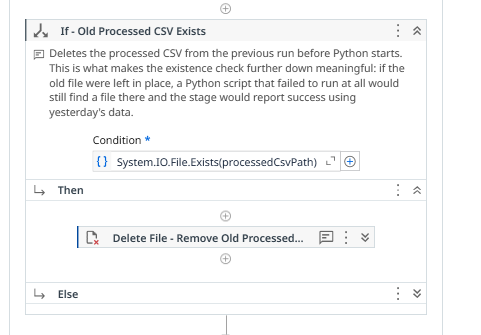 If - Old Processed CSV Exists
Deletes the processed CSV from the previous run before Python starts.
This is what makes the existence check further down meaningful: if the
old file were left in place, a Python script that failed to run at all would
still find a file there and the stage would report success using
yesterday's data.
Condition *
{ } System.IO.File.Exists(processedCsvPath)
Then
Delete File - Remove Old Processed...
Else